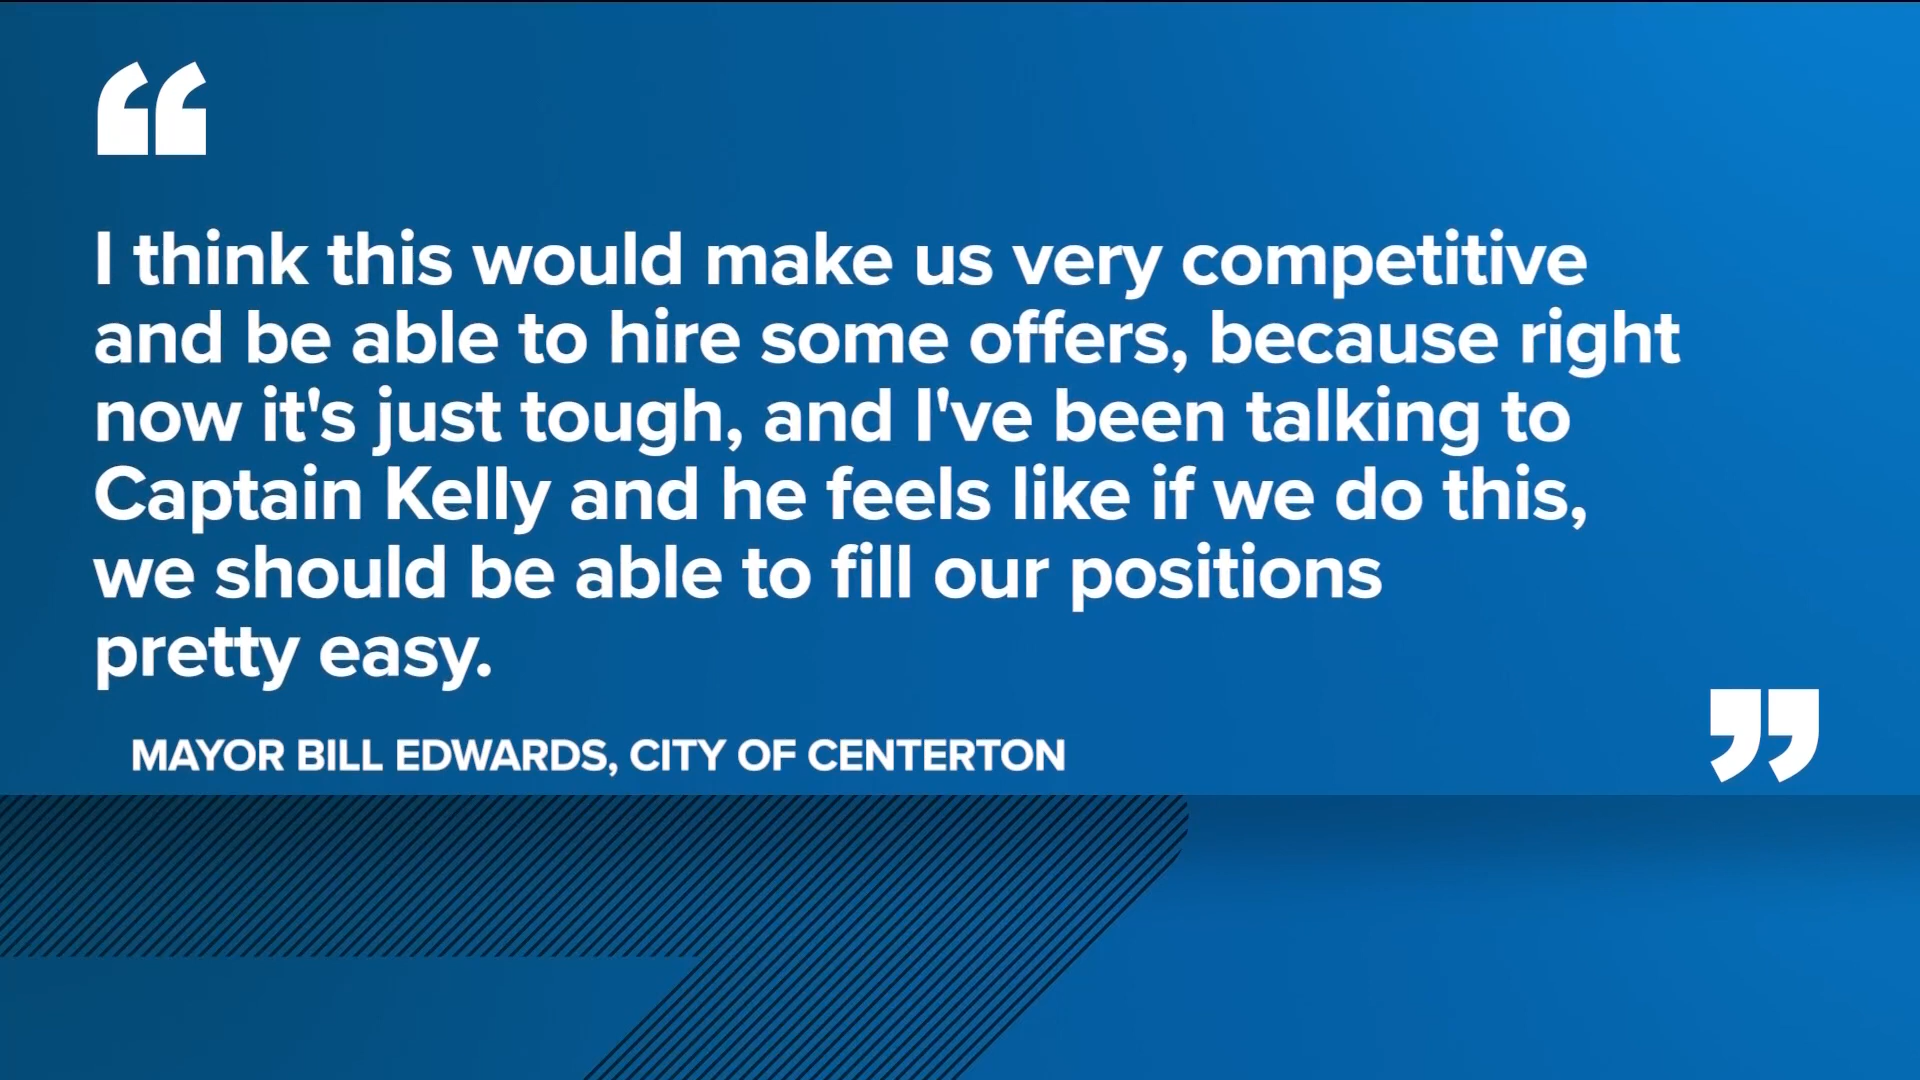 “
I think this would make us very competitive
and be able to hire some offers, because right
now it's just tough, and I've been talking to
Captain Kelly and he feels like if we do this,
we should be able to fill our positions
pretty easy.
”
MAYOR BILL EDWARDS, CITY OF CENTERTON